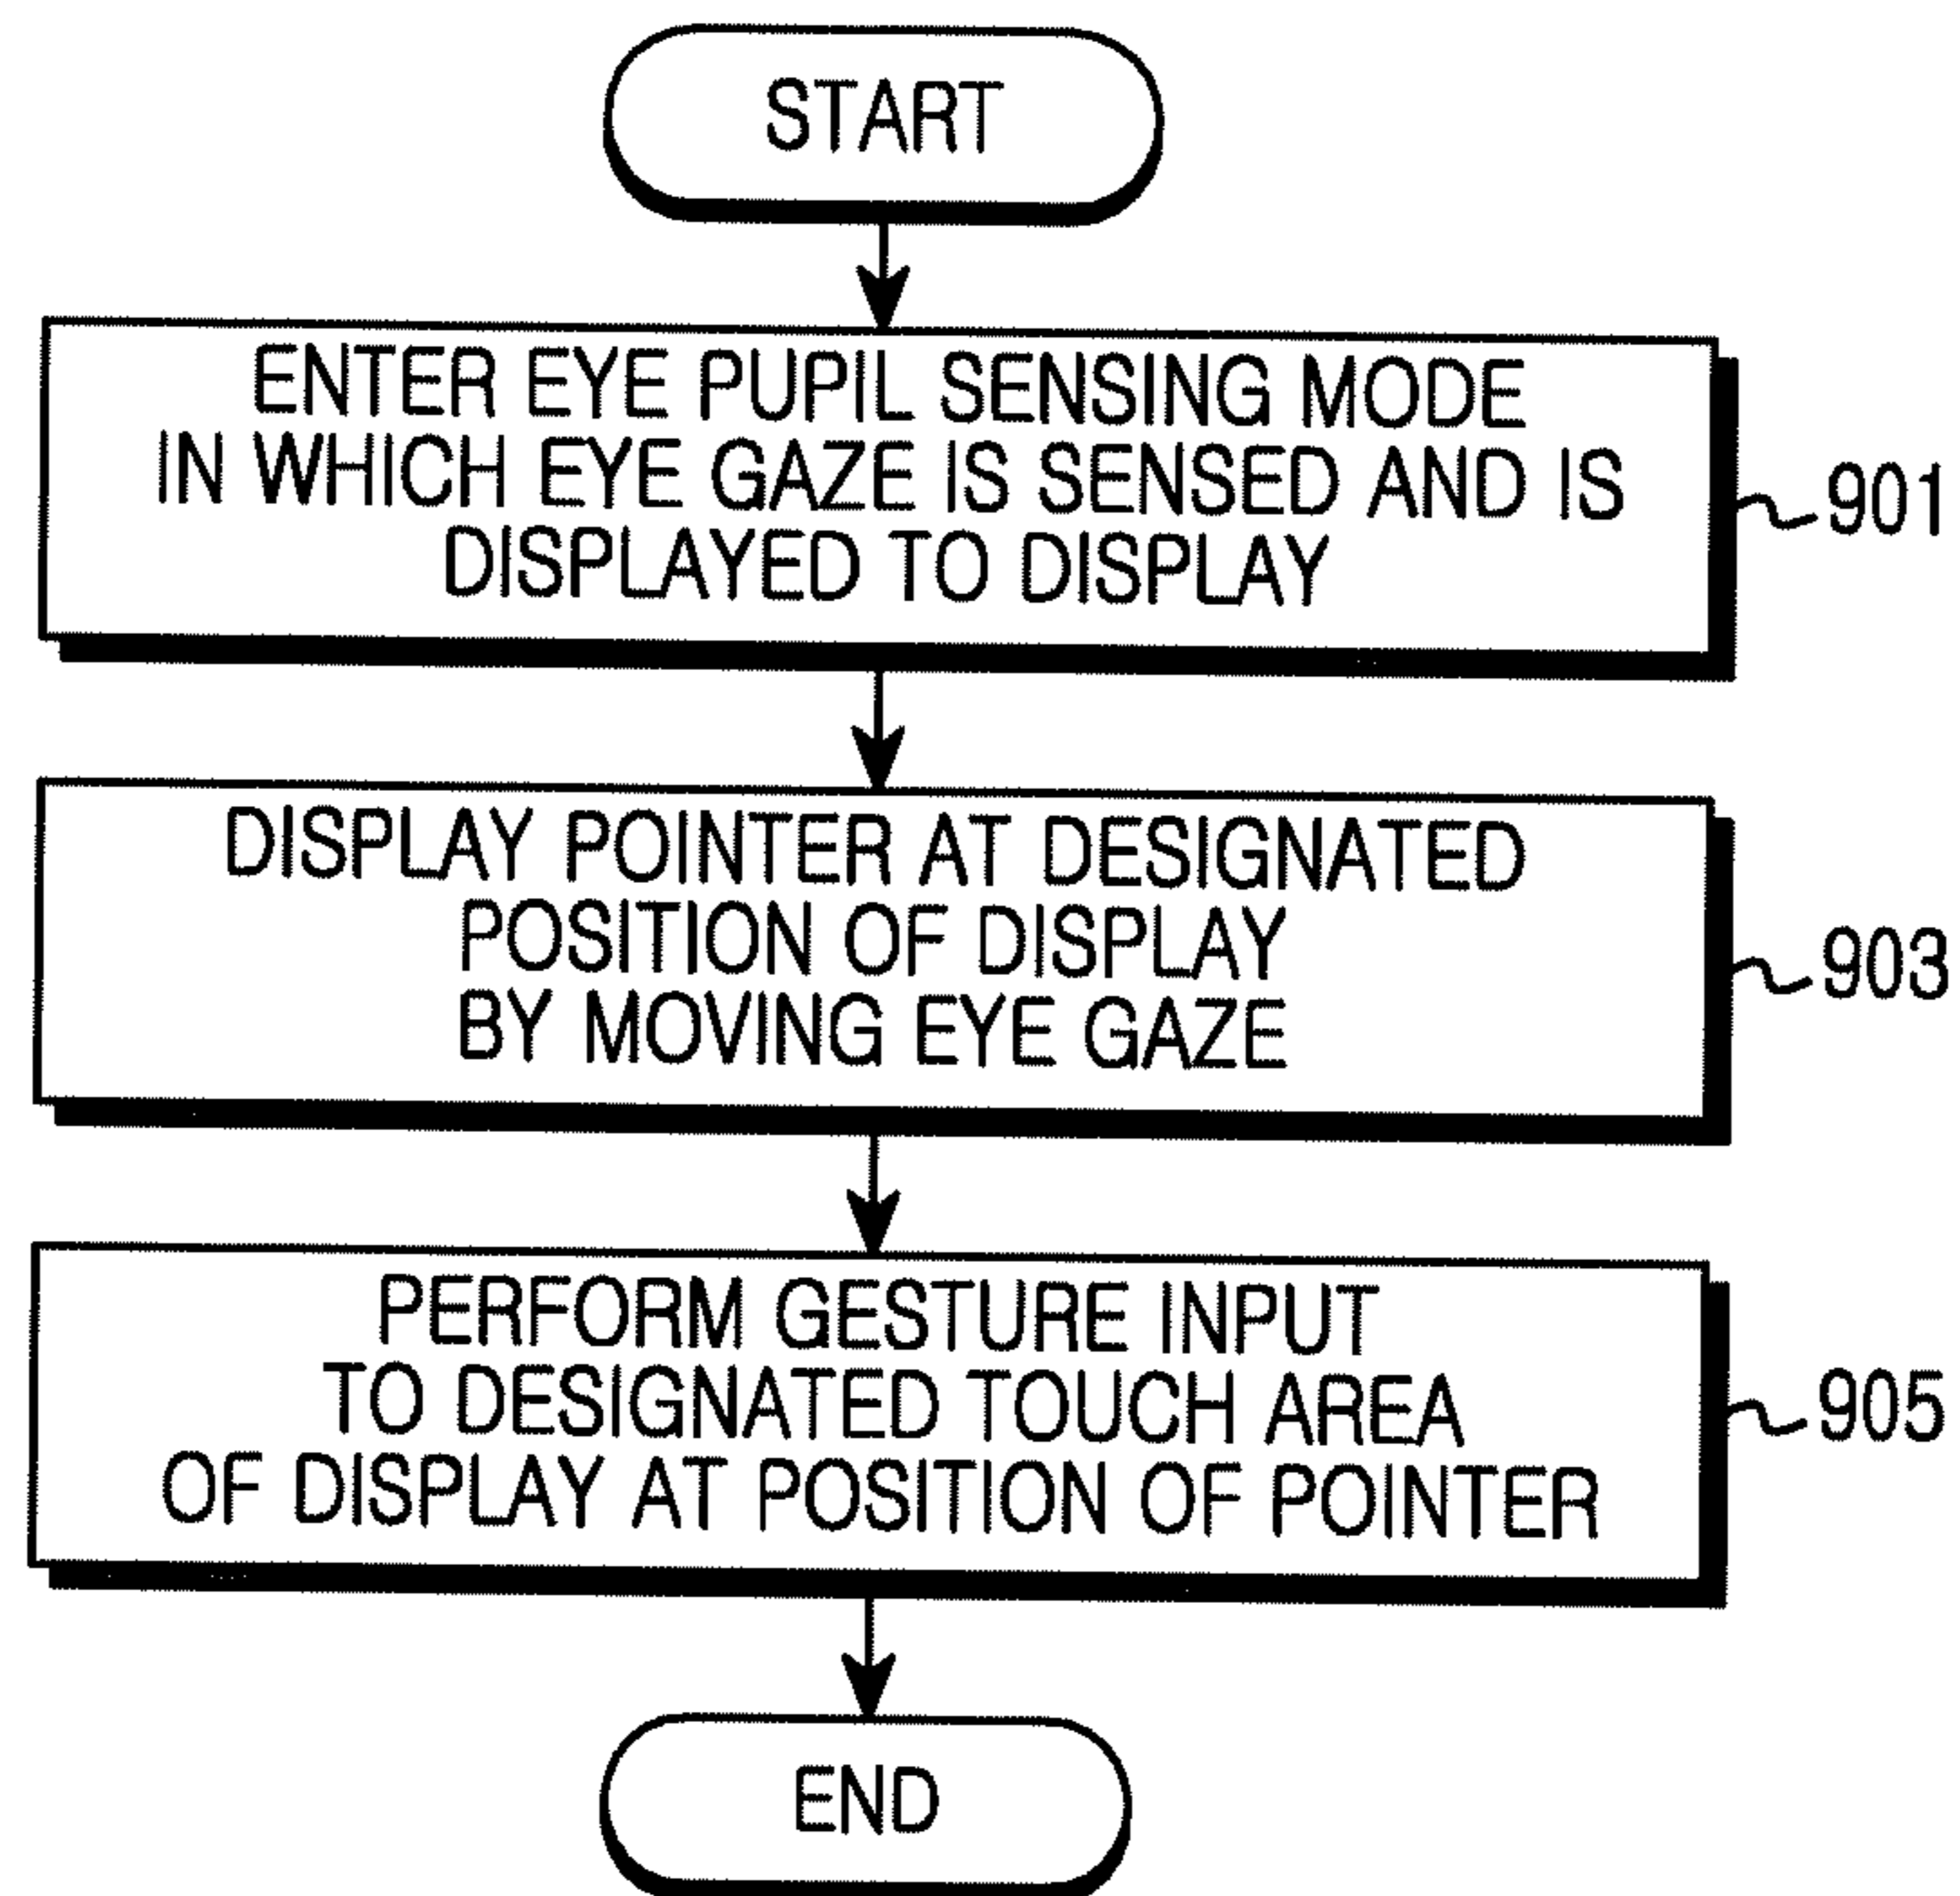 START
ENTER EYE PUPIL SENSING MODE
IN WHICH EYE GAZE IS SENSED AND IS
DISPLAYED TO DISPLAY
901
DISPLAY POINTER AT DESIGNATED
POSITION OF DISPLAY
BY MOVING EYE GAZE
903
PERFORM GESTURE INPUT
TO DESIGNATED TOUCH AREA
OF DISPLAY AT POSITION OF POINTER
905
END